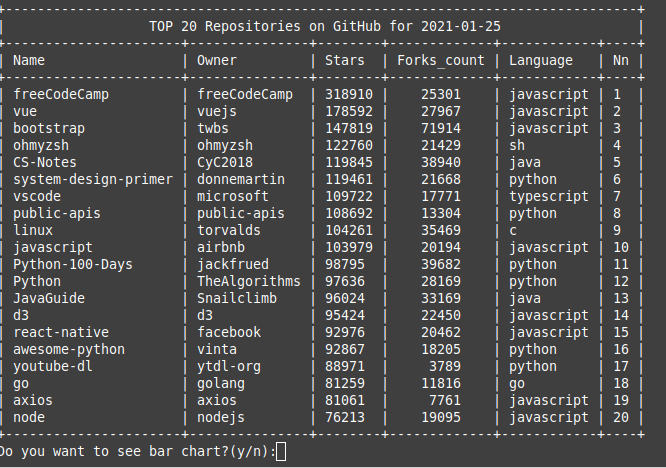 TOP 20 Repositories on GitHub for 2021-01-25
| Name | Owner | Stars | Forks_count | Language | Nn |
| freeCodeCamp | freeCodeCamp | 318910 | 25301 | javascript | 1 |
| vue | vuejs | 178592 | 27967 | javascript | 2 |
| bootstrap | twbs | 147819 | 71914 | javascript | 3 |
| ohmyzsh | ohmyzsh | 122760 | 21429 | sh | 4 |
| CS-Notes | CyC2018 | 119845 | 38940 | java | 5 |
| system-design-primer | donnemartin | 119461 | 21668 | python | 6 |
| vscode | microsoft | 109722 | 17771 | typescript | 7 |
| public-apis | public-apis | 108692 | 13304 | python | 8 |
| linux | torvalds | 104261 | 35469 | c | 9 |
| javascript | airbnb | 103979 | 20194 | javascript | 10 |
| Python-100-Days | jackfrued | 98795 | 39682 | python | 11 |
| Python | TheAlgorithms | 97636 | 28169 | python | 12 |
| JavaGuide | Snailclimb | 96024 | 33169 | java | 13 |
| d3 | d3 | 95424 | 22450 | javascript | 14 |
| react-native | facebook | 92976 | 20462 | javascript | 15 |
| awesome-python | vinta | 92867 | 18205 | python | 16 |
| youtube-dl | ytdl-org | 88971 | 3789 | python | 17 |
| go | golang | 81259 | 11816 | go | 18 |
| axios | axios | 81061 | 7761 | javascript | 19 |
| node | nodejs | 76213 | 19095 | javascript | 20 |
Do you want to see bar chart?(y/n):